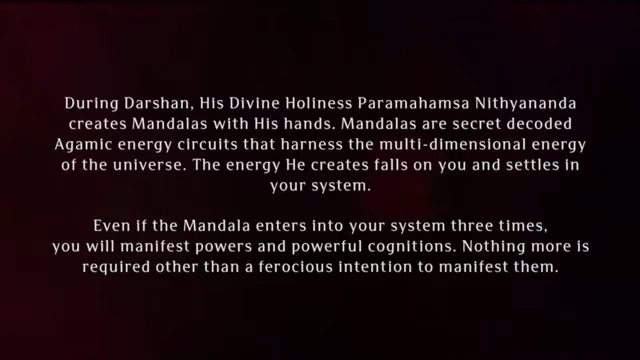 During Darshan, His Divine Holiness Paramahamsa Nithyananda
creates Mandalas with His hands. Mandalas are secret decoded
Agamic energy circuits that harness the multi-dimensional energy
of the universe. The energy He creates falls on you and settles in
your system.
Even if the Mandala enters into your system three times,
you will manifest powers and powerful cognitions. Nothing more is
required other than a ferocious intention to manifest them.